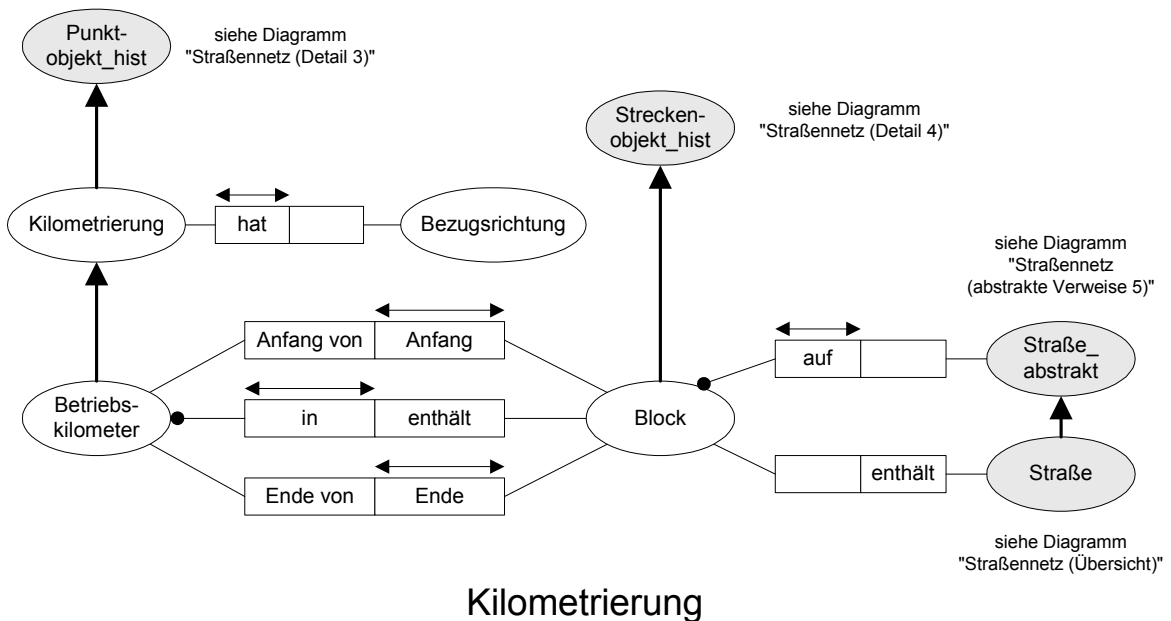 Punkt-
objekt_hist
siehe Diagramm
"Straßennetz (Detail 3)"
Strecken-
objekt_hist
siehe Diagramm
"Straßennetz (Detail 4)"
Kilometrierung
hat
Bezugsrichtung
siehe Diagramm
"Straßennetz
(abstrakte Verweise 5)"
Anfang von
Anfang
auf
Straße_
abstrakt
Betriebs-
kilometer
in
enthält
Block
Ende von
Ende
enthält
Straße
siehe Diagramm
"Straßennetz (Übersicht)"
Kilometrierung